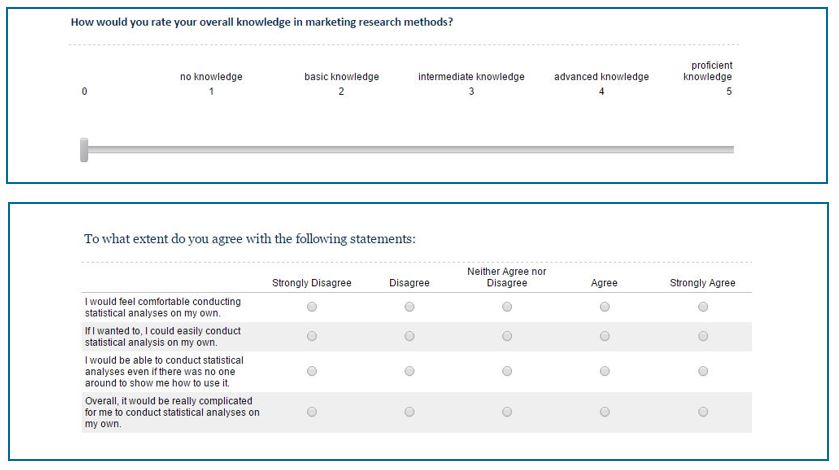 How would you rate your overall knowledge in marketing research methods?
proficient
no knowledge basic knowledge intermediate knowledge advanced knowledge knowledge
0 1 2 3 4 5
To what extent do you agree with the following statements:
Neither Agree nor
Strongly Disagree Disagree Disagree Agree Strongly Agree
I would feel comfortable conducting
statistical analyses on my own.
If I wanted to, I could easily conduct
statistical analysis on my own.
I would be able to conduct statistical
analyses even if there was no one
around to show me how to use it.
Overall, it would be really complicated
for me to conduct statistical analyses on
my own.